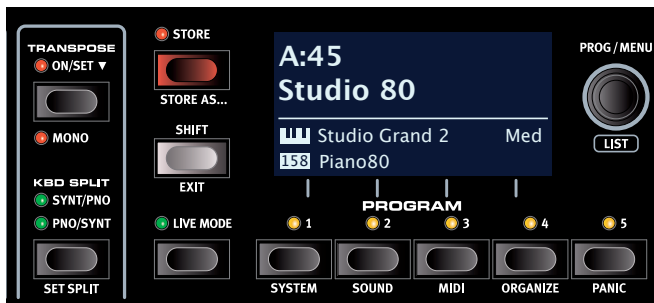 TRANSPOSE
ON/SET ▼
MONO
KBD SPLIT
SYNT/PNO
PNO/SYNT
SET SPLIT
STORE
STORE AS...
SHIFT
EXIT
LIVE MODE
A:45
Studio 80
Studio Grand 2 Med
158 Piano80
PROG/MENU
LIST
PROGRAM
1 2 3 4 5
SYSTEM SOUND MIDI ORGANIZE PANIC